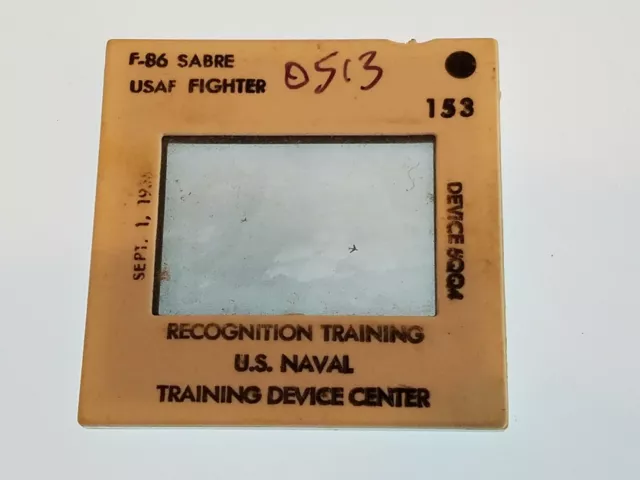 F-86 SABRE
USAF FIGHTER
0513
153
SEPT. 1,
DEVICE 5QQ4
RECOGNITION TRAINING
U.S. NAVAL
TRAINING DEVICE CENTER